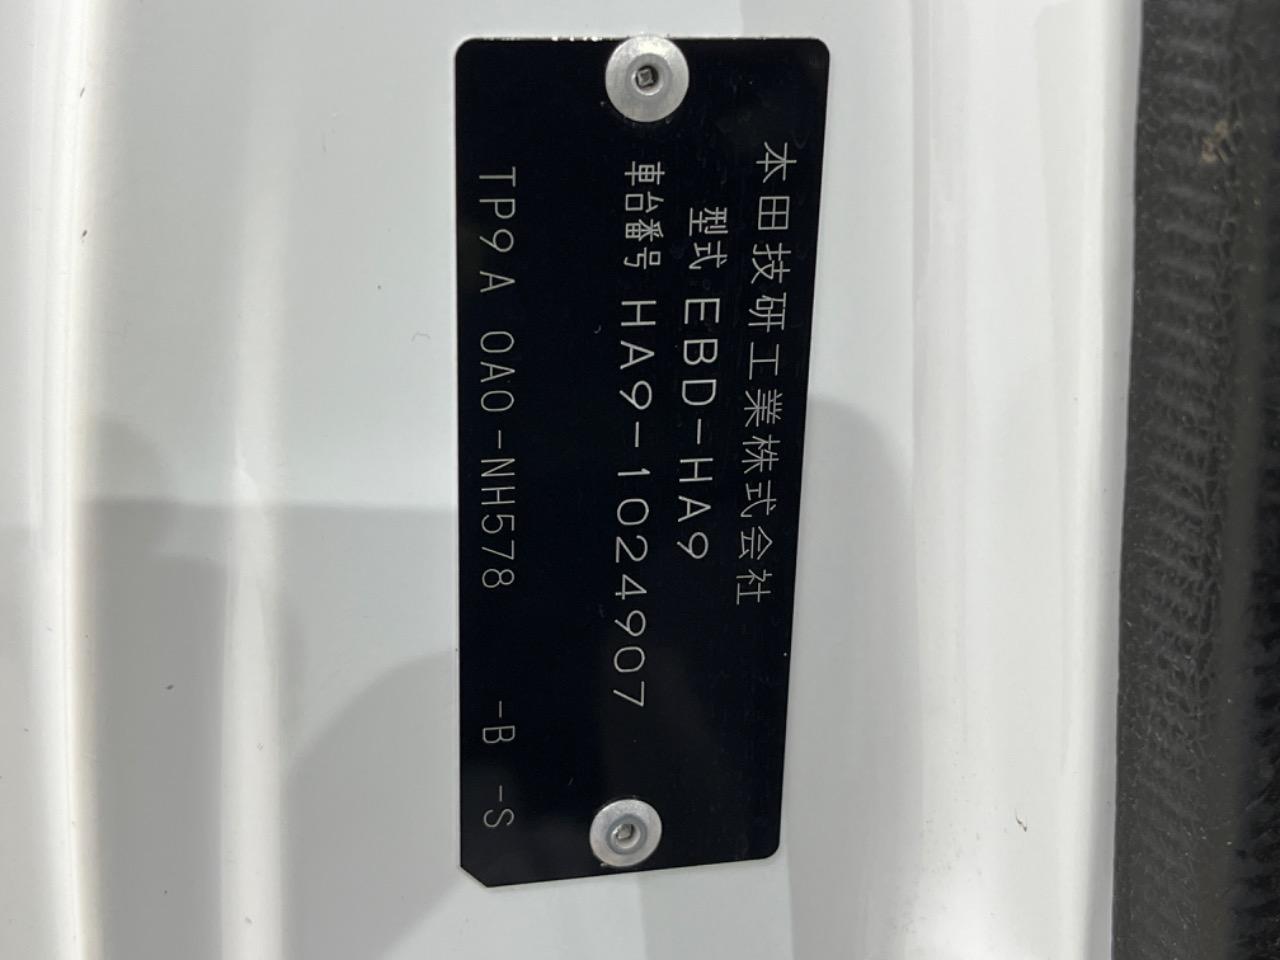 本田技研工業株式会社
型式 EBD-HA9
車台番号 HA9-1024907
TP9A 0A0-NH578 -B -S